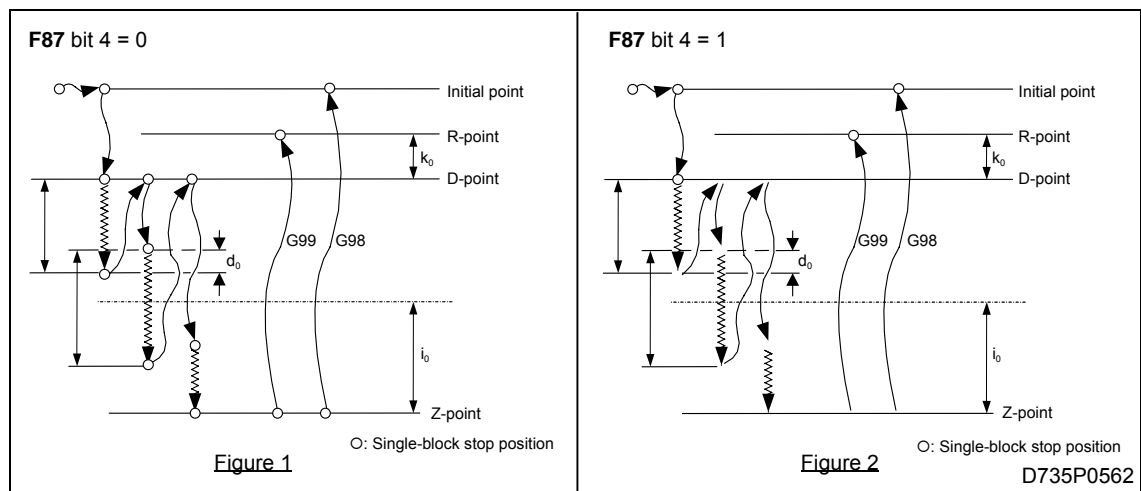 F87 bit 4 = 0
Initial point
R-point
k0
D-point
G99
G98
d0
i0
Z-point
: Single-block stop position
Figure 1
F87 bit 4 = 1
Initial point
R-point
k0
D-point
G99
G98
d0
i0
Z-point
: Single-block stop position
Figure 2
D735P0562